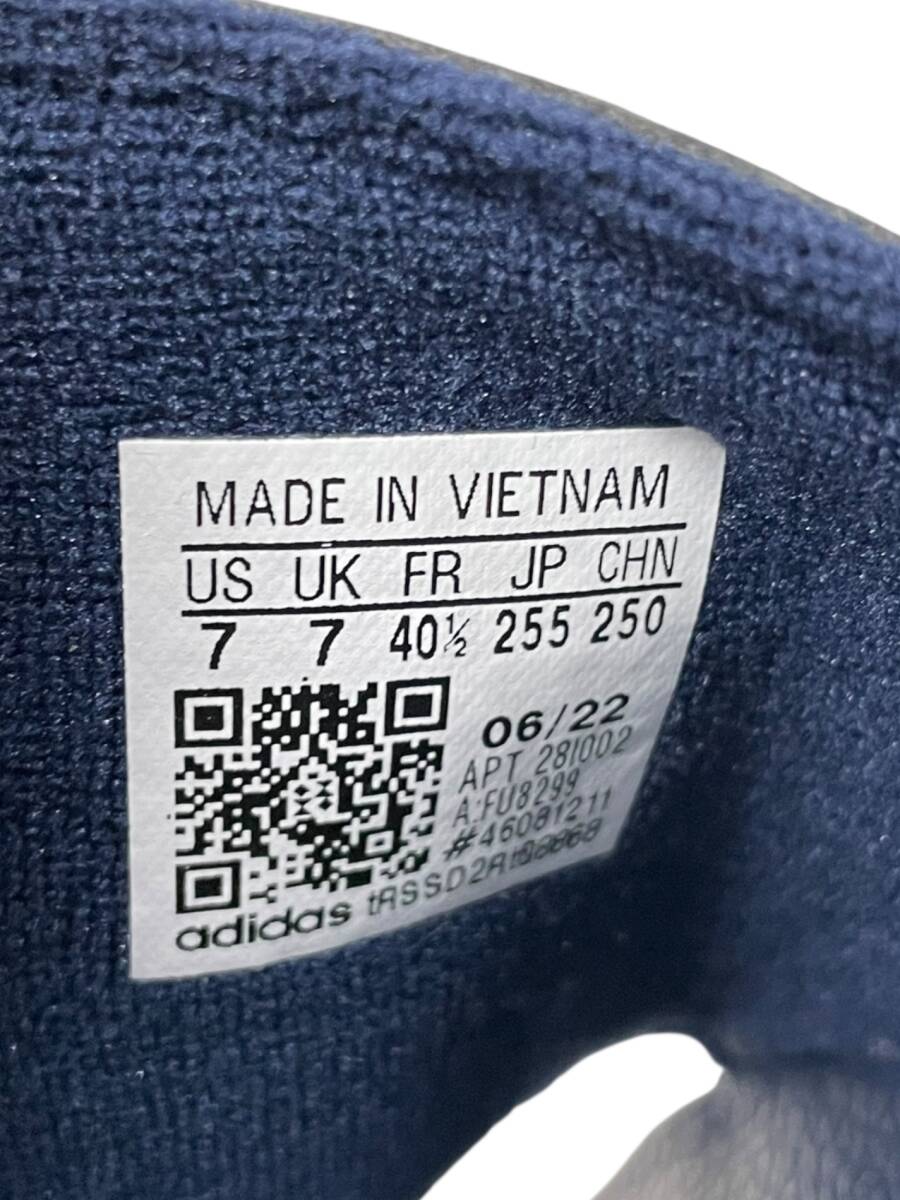 MADE IN VIETNAM
US UK FR JP CHN
7 7 40½ 255 250
06/22
APT 28I002
A:FU8299
#46081211
adidas